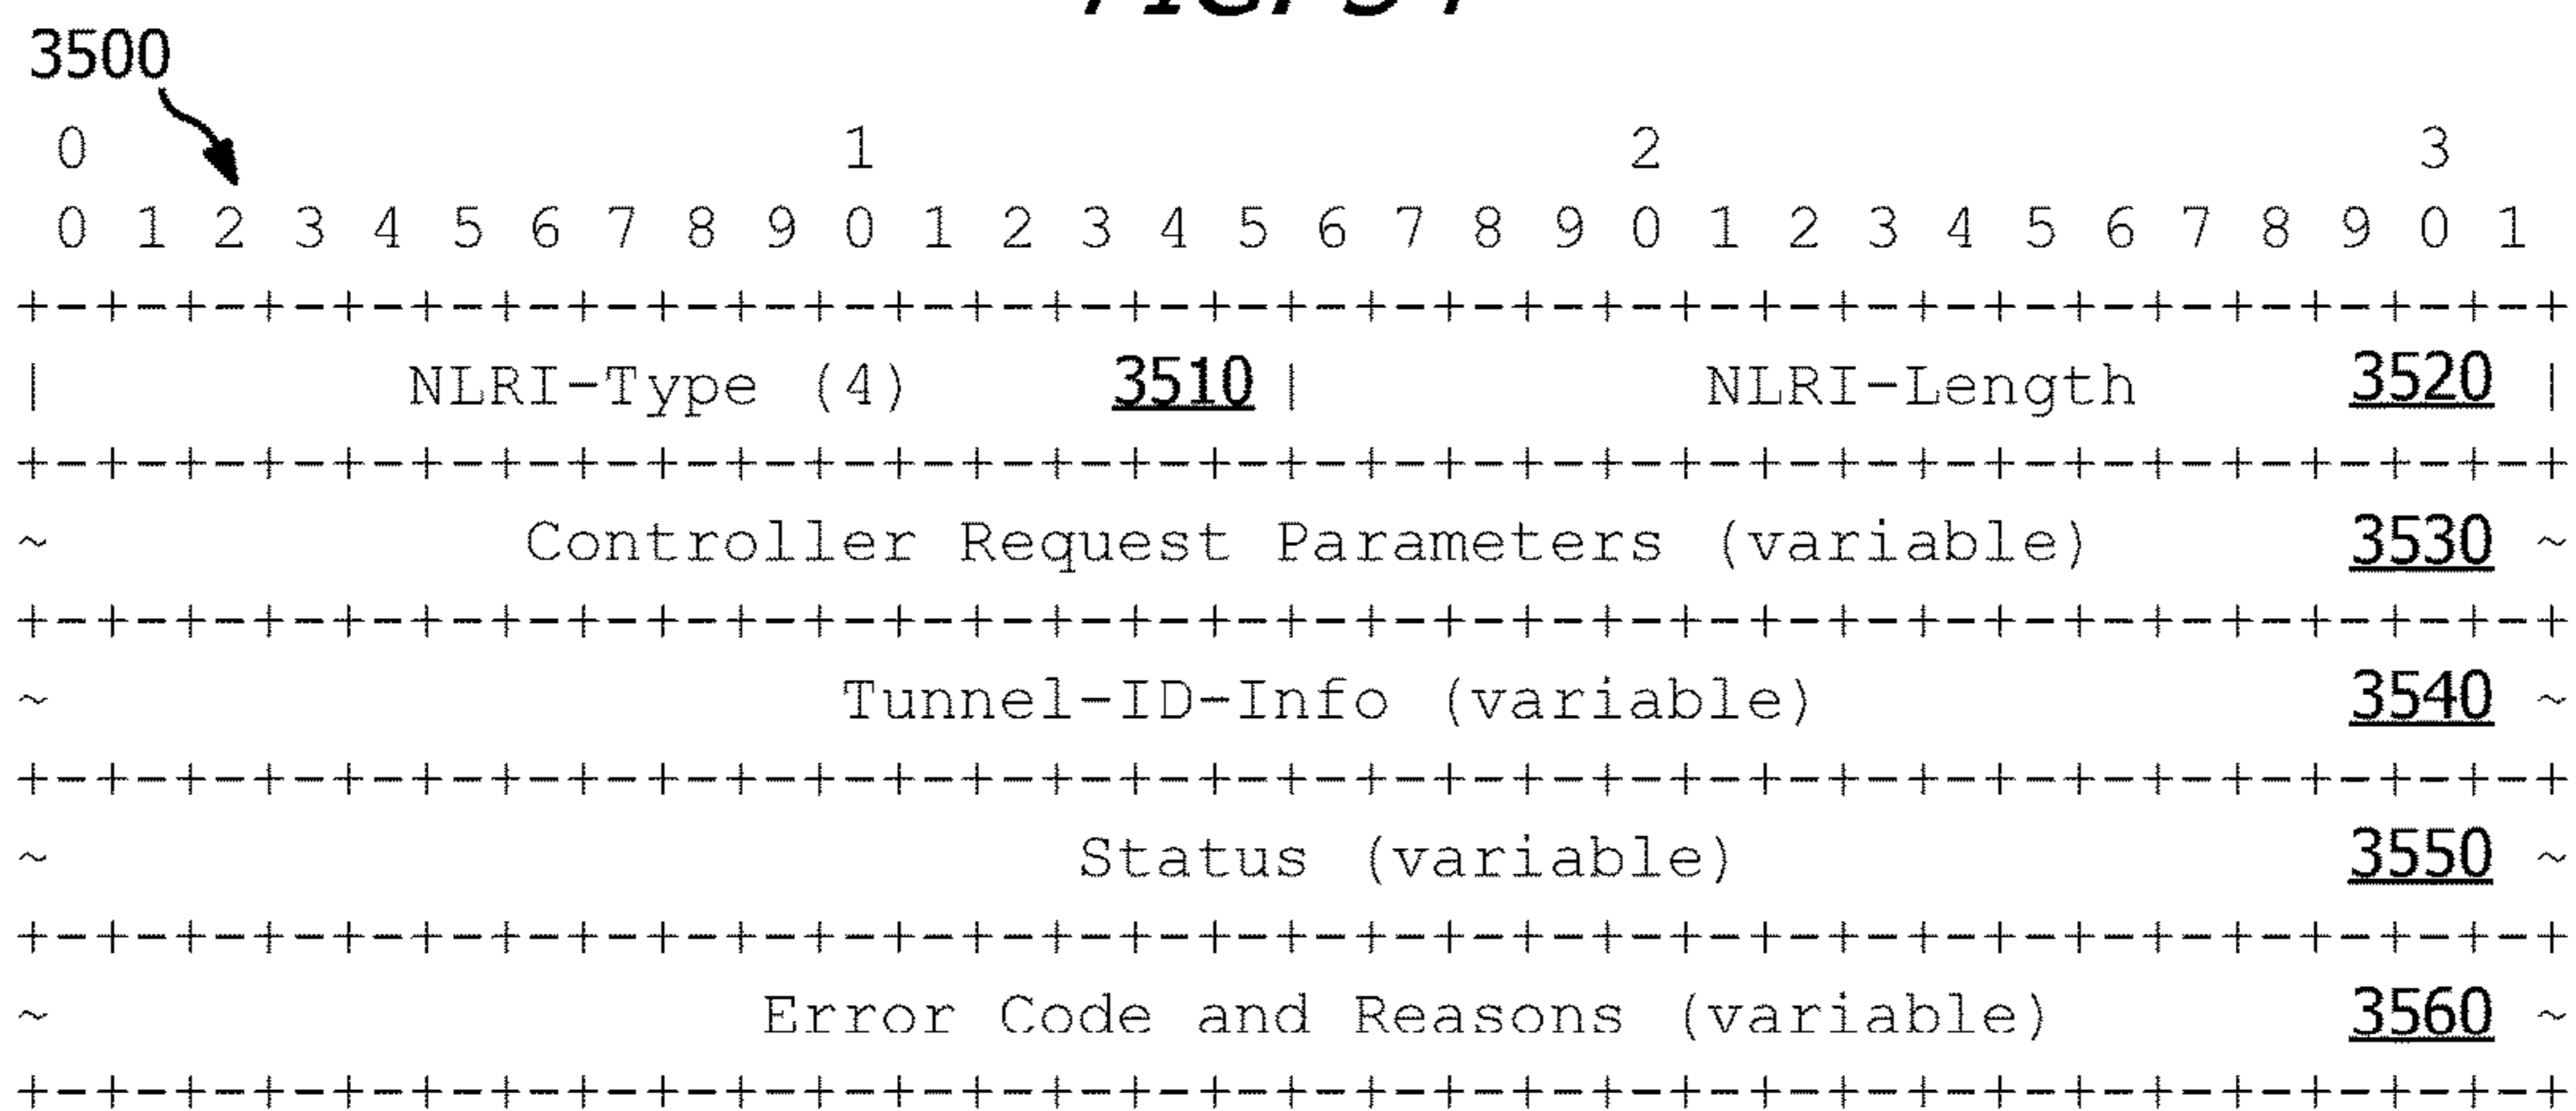 FIG. 34
3500
0 1 2 3
0 1 2 3 4 5 6 7 8 9 0 1 2 3 4 5 6 7 8 9 0 1 2 3 4 5 6 7 8 9 0 1
+-+-+-+-+-+-+-+-+-+-+-+-+-+-+-+-+-+-+-+-+-+-+-+-+-+-+-+-+-+-+-+-+
| NLRI-Type (4) 3510 | NLRI-Length 3520 |
+-+-+-+-+-+-+-+-+-+-+-+-+-+-+-+-+-+-+-+-+-+-+-+-+-+-+-+-+-+-+-+-+
~ Controller Request Parameters (variable) 3530 ~
+-+-+-+-+-+-+-+-+-+-+-+-+-+-+-+-+-+-+-+-+-+-+-+-+-+-+-+-+-+-+-+-+
~ Tunnel-ID-Info (variable) 3540 ~
+-+-+-+-+-+-+-+-+-+-+-+-+-+-+-+-+-+-+-+-+-+-+-+-+-+-+-+-+-+-+-+-+
~ Status (variable) 3550 ~
+-+-+-+-+-+-+-+-+-+-+-+-+-+-+-+-+-+-+-+-+-+-+-+-+-+-+-+-+-+-+-+-+
~ Error Code and Reasons (variable) 3560 ~
+-+-+-+-+-+-+-+-+-+-+-+-+-+-+-+-+-+-+-+-+-+-+-+-+-+-+-+-+-+-+-+-+